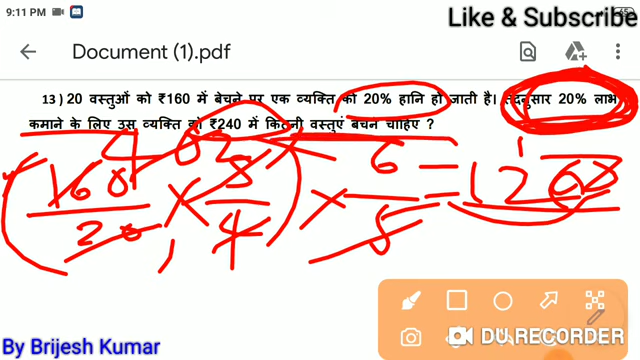 9:11 PM
65
Like & Subscribe
Document (1).pdf
13) 20 वस्तुओं को ₹160 में बेचने पर एक व्यक्ति को 20% हानि हो जाती है। तदनुसार 20% लाभ
कमाने के लिए उस व्यक्ति को ₹240 में कितनी वस्तुएं बेचनी चाहिए ?
160 5 6
× × =
20 4 5
DU RECORDER
By Brijesh Kumar